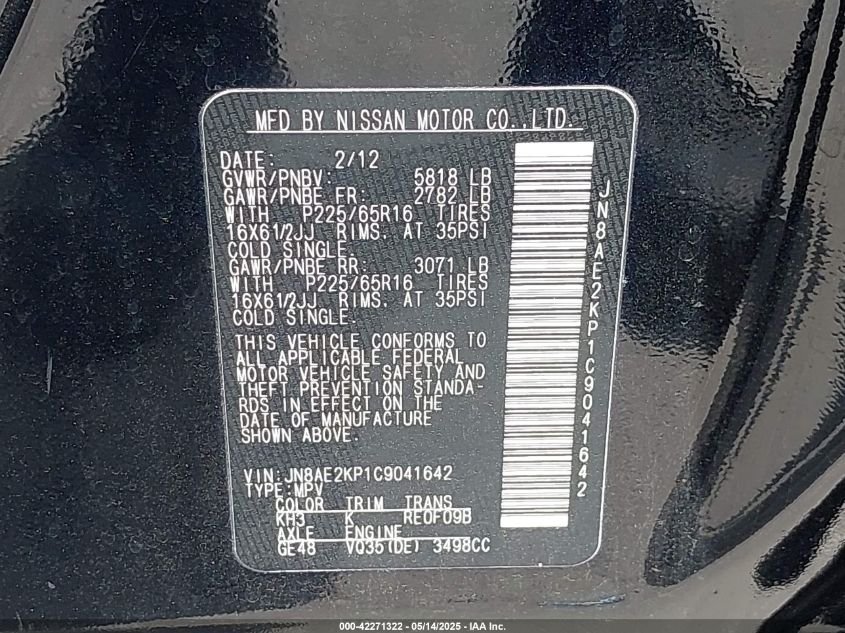 MFD BY NISSAN MOTOR CO.,LTD.
DATE: 2/12
GVWR/PNBV: 5818 LB
GAWR/PNBE FR: 2782 LB
WITH P225/65R16 TIRES
16X61/2JJ RIMS, AT 35PSI
COLD SINGLE.
GAWR/PNBE RR: 3071 LB
WITH P225/65R16 TIRES
16X61/2JJ RIMS, AT 35PSI
COLD SINGLE.
THIS VEHICLE CONFORMS TO
ALL APPLICABLE FEDERAL
MOTOR VEHICLE SAFETY AND
THEFT PREVENTION STANDA-
RDS IN EFFECT ON THE
DATE OF MANUFACTURE
SHOWN ABOVE.
VIN:JN8AE2KP1C9041642
TYPE:MPV
COLOR TRIM TRANS
KH3 K RE0F09B
AXLE ENGINE
GE48 VQ35(DE) 3498CC
JN8AE2KP1C9041642
000-42271322 - 05/14/2025 - IAA Inc.